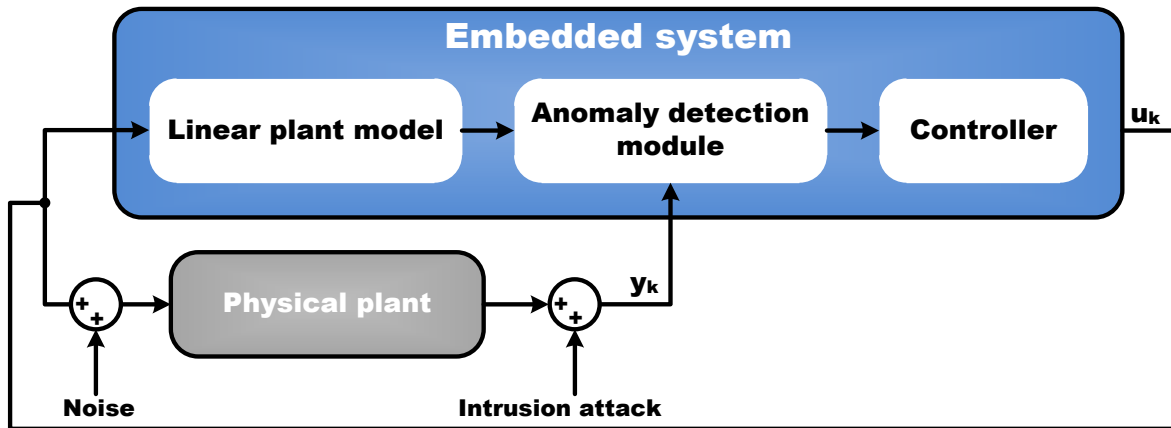 Embedded system
Linear plant model
Anomaly detection
module
Controller
uk
Physical plant
yk
+
+
+
+
Noise
Intrusion attack